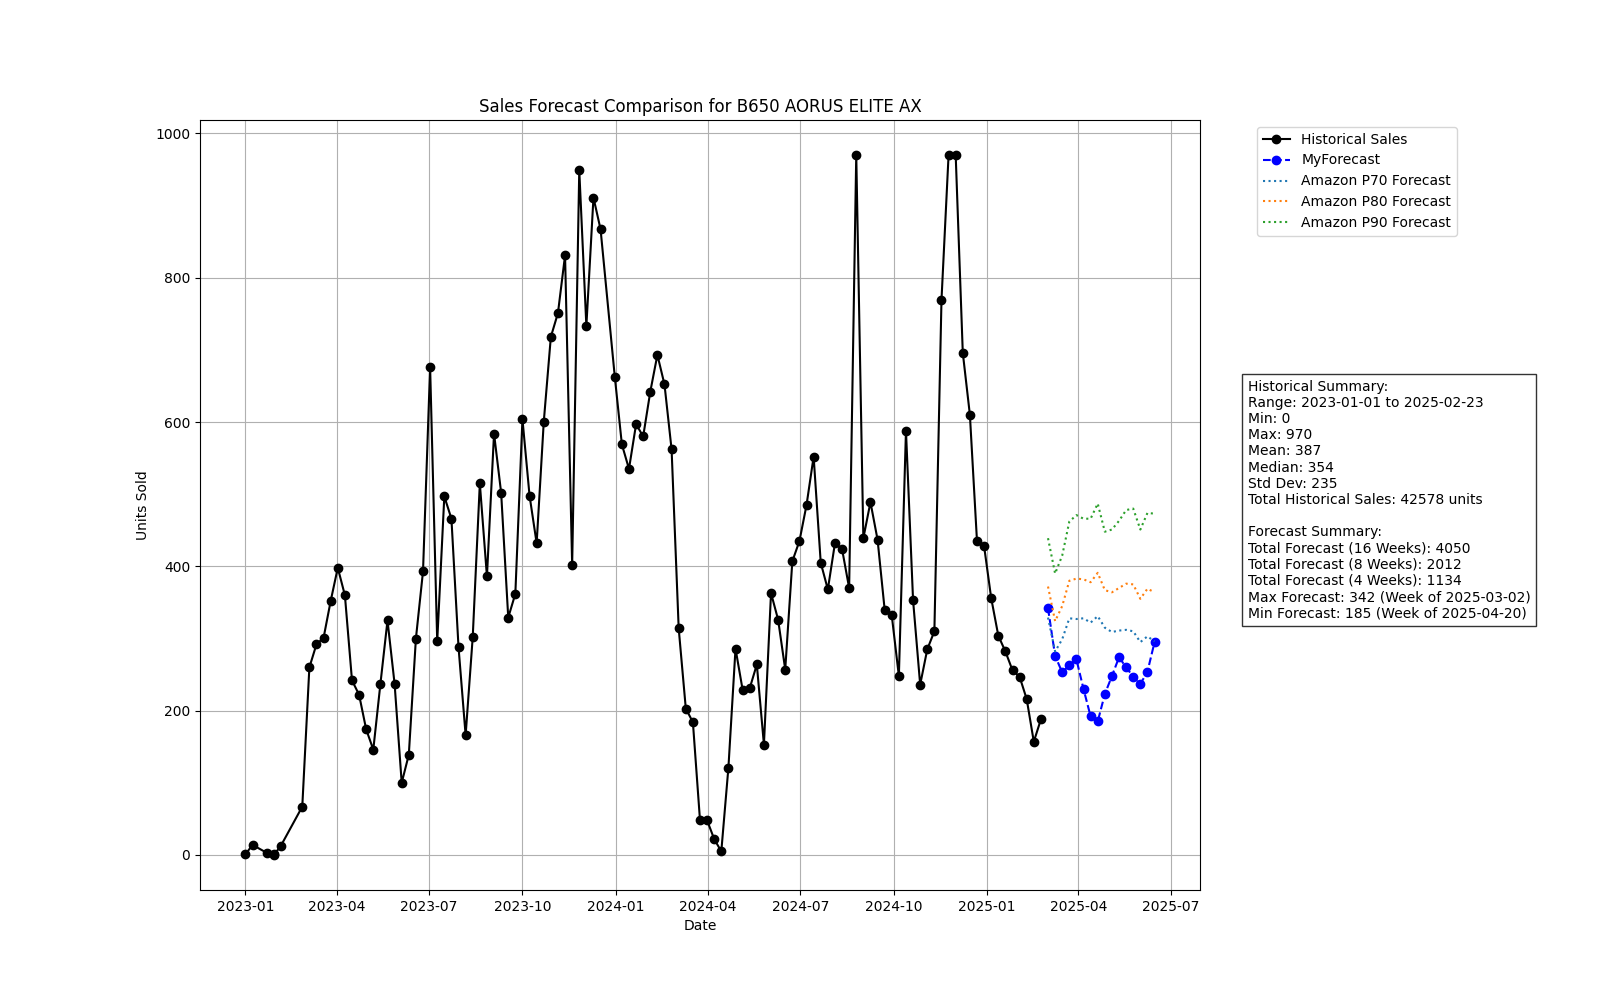 Sales Forecast Comparison for B650 AORUS ELITE AX
1000
800
600
400
200
0
Units Sold
2023-01
2023-04
2023-07
2023-10
2024-01
2024-04
2024-07
2024-10
2025-01
2025-04
2025-07
Date
Historical Sales
MyForecast
Amazon P70 Forecast
Amazon P80 Forecast
Amazon P90 Forecast
Historical Summary:
Range: 2023-01-01 to 2025-02-23
Min: 0
Max: 970
Mean: 387
Median: 354
Std Dev: 235
Total Historical Sales: 42578 units
Forecast Summary:
Total Forecast (16 Weeks): 4050
Total Forecast (8 Weeks): 2012
Total Forecast (4 Weeks): 1134
Max Forecast: 342 (Week of 2025-03-02)
Min Forecast: 185 (Week of 2025-04-20)